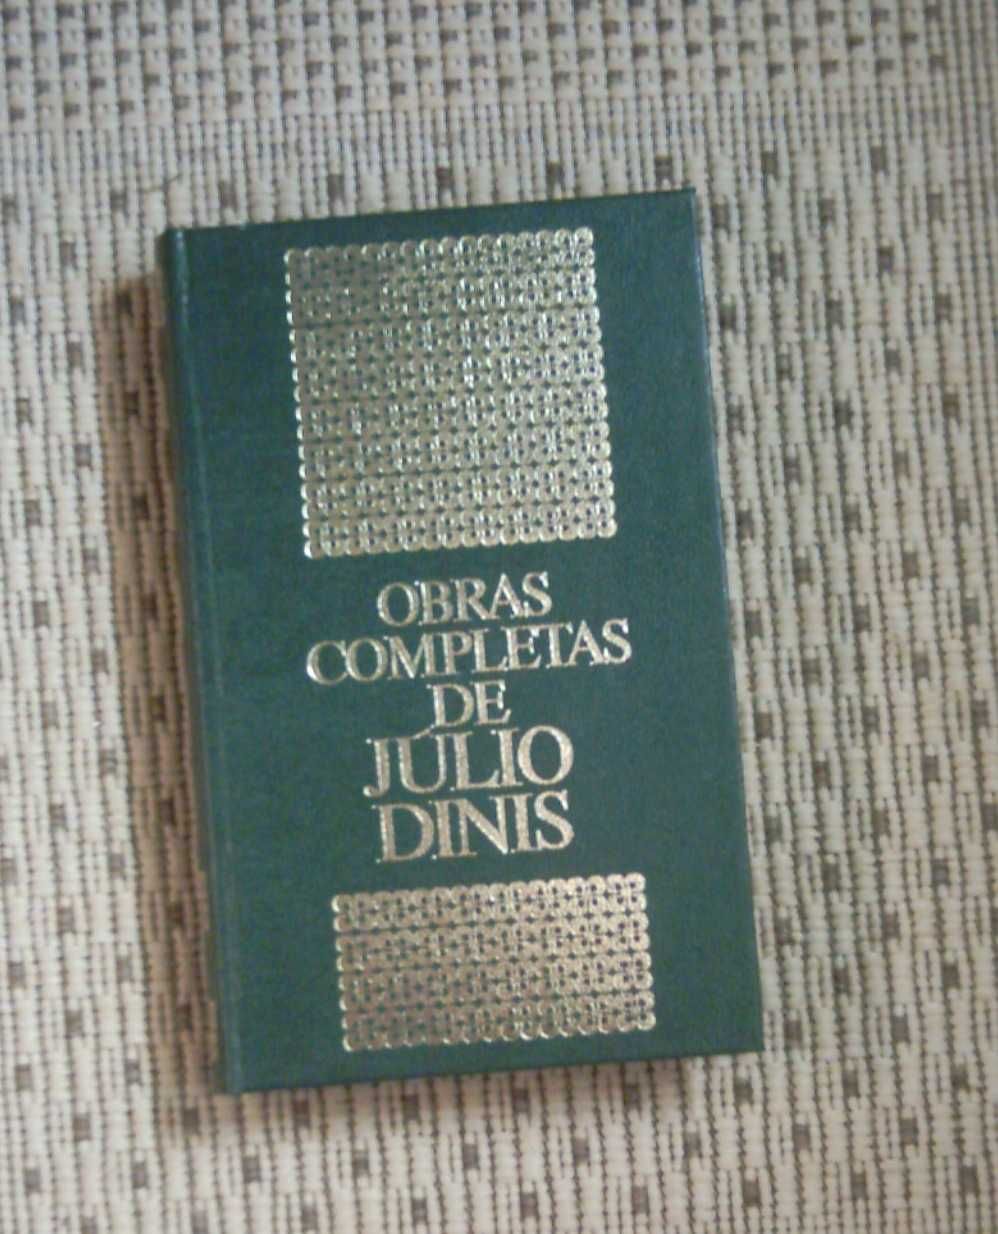 OBRAS
COMPLETAS
DE
JÚLIO
DINIS